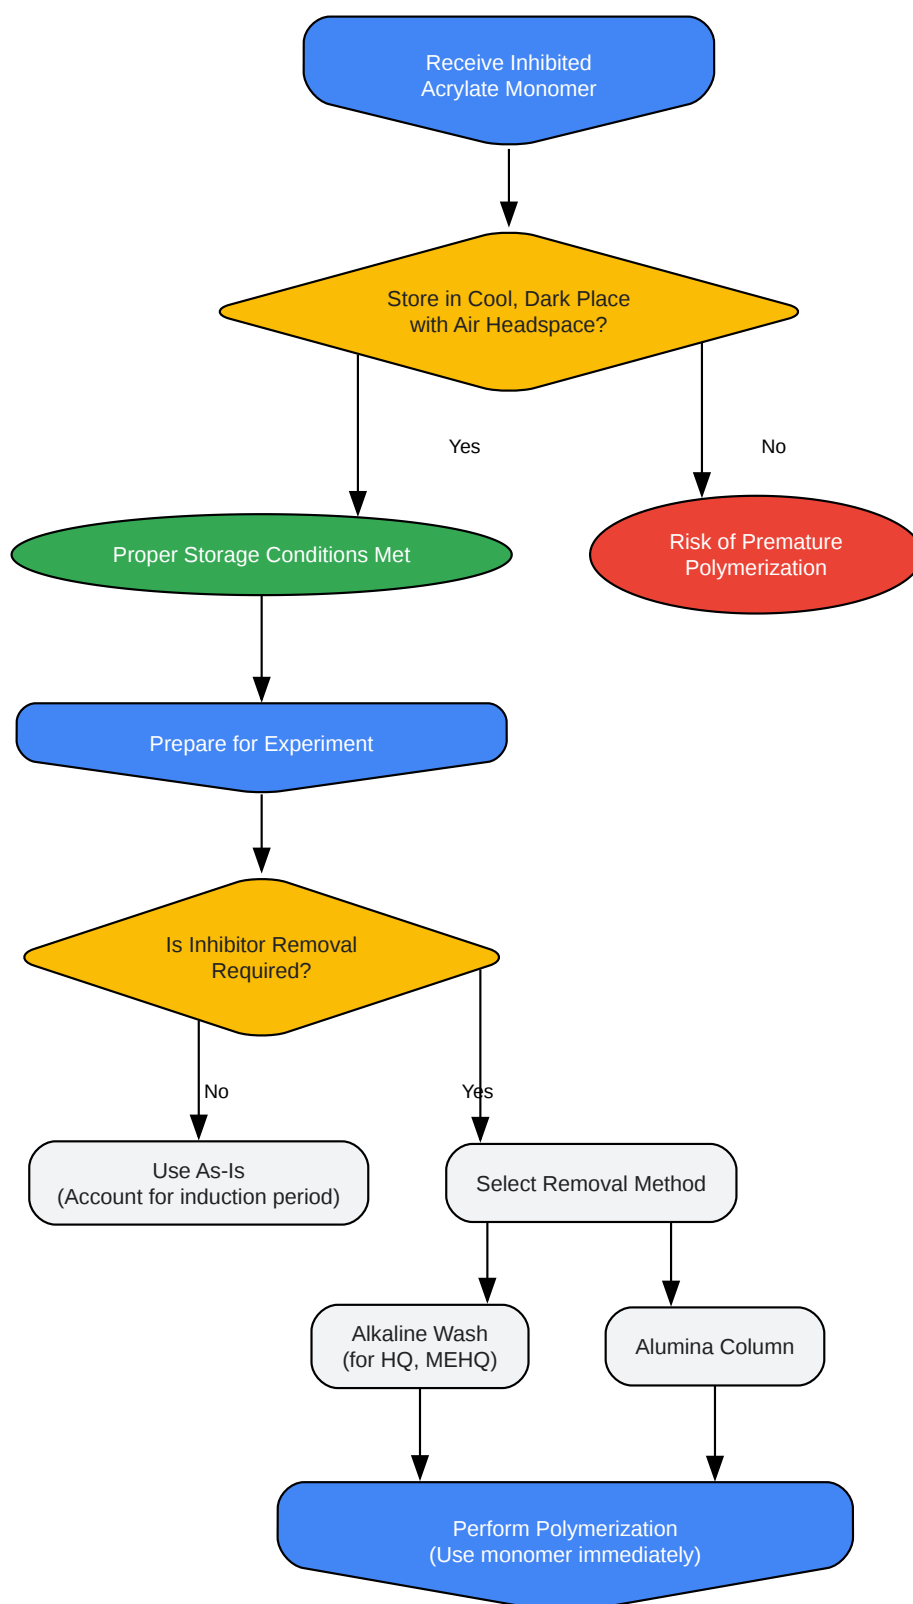 Receive Inhibited
Acrylate Monomer
Store in Cool, Dark Place
with Air Headspace?
Yes
No
Proper Storage Conditions Met
Risk of Premature
Polymerization
Prepare for Experiment
Is Inhibitor Removal
Required?
No
Yes
Use As-Is
(Account for induction period)
Select Removal Method
Alkaline Wash
(for HQ, MEHQ)
Alumina Column
Perform Polymerization
(Use monomer immediately)